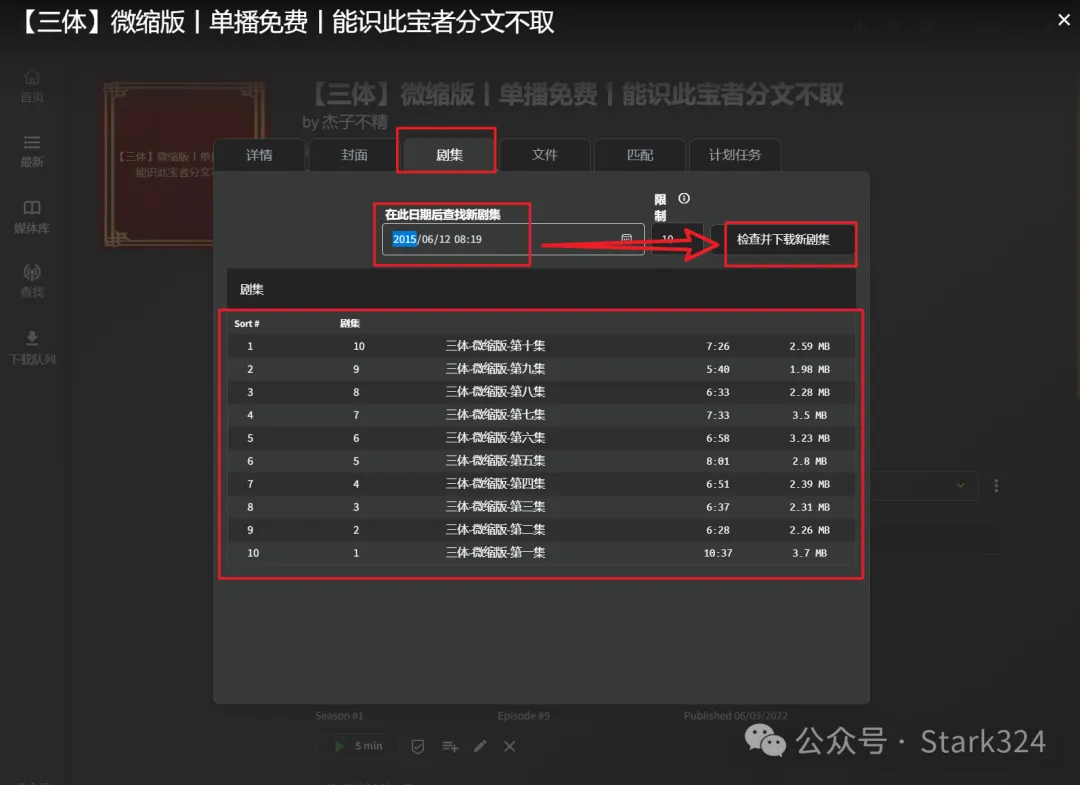 【三体】微缩版丨单播免费丨能识此宝者分文不取
首页
最新
媒体库
查找
下载队列
【三体】微缩版丨单播免费丨能识此宝者分文不取
by 杰子不精
【三体】微缩版丨单
能识此宝者分文不
详情
封面
剧集
文件
匹配
计划任务
在此日期后查找新剧集
限制
2015/06/12 08:19
10
检查并下载新剧集
剧集
Sort # 剧集
1 10 三体-微缩版-第十集 7:26 2.59 MB
2 9 三体-微缩版-第九集 5:40 1.98 MB
3 8 三体-微缩版-第八集 6:33 2.28 MB
4 7 三体-微缩版-第七集 7:33 3.5 MB
5 6 三体-微缩版-第六集 6:58 3.23 MB
6 5 三体-微缩版-第五集 8:01 2.8 MB
7 4 三体-微缩版-第四集 6:51 2.39 MB
8 3 三体-微缩版-第三集 6:37 2.31 MB
9 2 三体-微缩版-第二集 6:28 2.26 MB
10 1 三体-微缩版-第一集 10:37 3.7 MB
Season #1 Episode #9 Published 06/09/2022
5 min
公众号 · Stark324